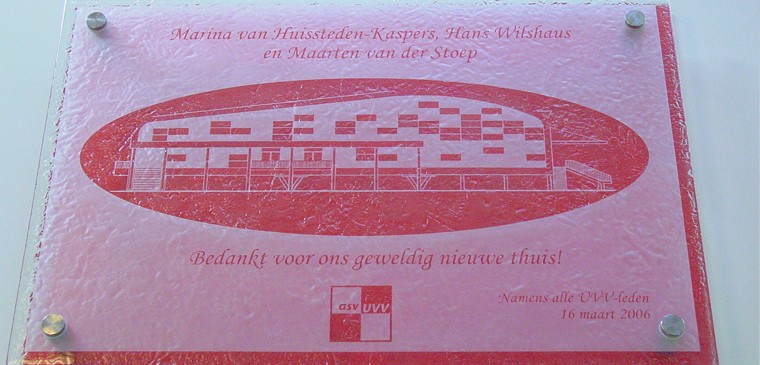 Marina van Huissteden-Kaspers, Hans Wilshaus
en Maarten van der Stoep
Bedankt voor ons geweldig nieuwe thuis!
asv UVV
Namens alle UVV-leden
16 maart 2006